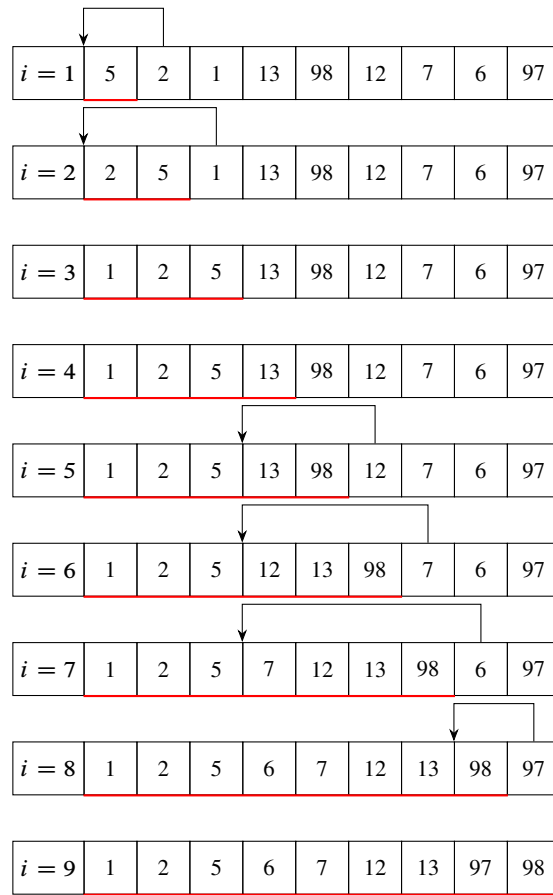 i = 1 5 2 1 13 98 12 7 6 97
i = 2 2 5 1 13 98 12 7 6 97
i = 3 1 2 5 13 98 12 7 6 97
i = 4 1 2 5 13 98 12 7 6 97
i = 5 1 2 5 13 98 12 7 6 97
i = 6 1 2 5 12 13 98 7 6 97
i = 7 1 2 5 7 12 13 98 6 97
i = 8 1 2 5 6 7 12 13 98 97
i = 9 1 2 5 6 7 12 13 97 98